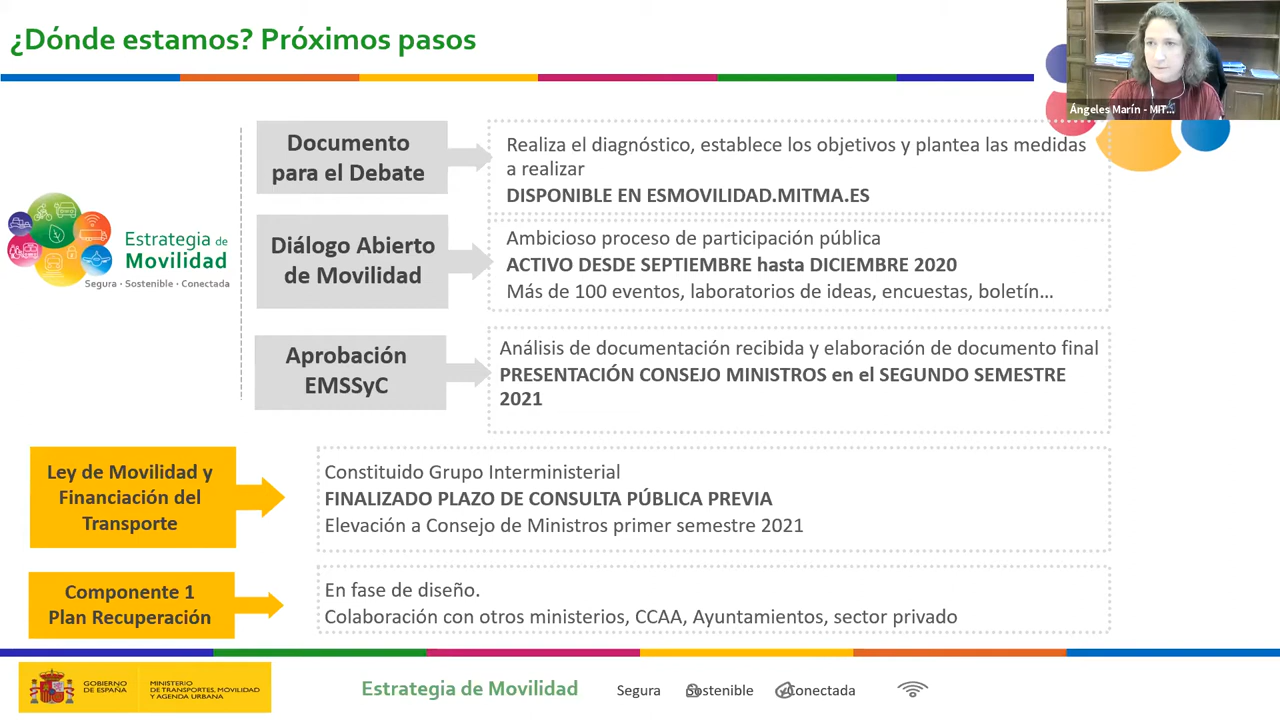 ¿Dónde estamos? Próximos pasos
Ángeles Marín - MIT...
Documento
para el Debate
Realiza el diagnóstico, establece los objetivos y plantea las medidas
a realizar
DISPONIBLE EN ESMOVILIDAD.MITMA.ES
Estrategia de
Movilidad
Segura · Sostenible · Conectada
Diálogo Abierto
de Movilidad
Ambicioso proceso de participación pública
ACTIVO DESDE SEPTIEMBRE hasta DICIEMBRE 2020
Más de 100 eventos, laboratorios de ideas, encuestas, boletín...
Aprobación
EMSSyC
Análisis de documentación recibida y elaboración de documento final
PRESENTACIÓN CONSEJO MINISTROS en el SEGUNDO SEMESTRE
2021
Ley de Movilidad y
Financiación del
Transporte
Constituido Grupo Interministerial
FINALIZADO PLAZO DE CONSULTA PÚBLICA PREVIA
Elevación a Consejo de Ministros primer semestre 2021
Componente 1
Plan Recuperación
En fase de diseño.
Colaboración con otros ministerios, CCAA, Ayuntamientos, sector privado
GOBIERNO
DE ESPAÑA
MINISTERIO
DE TRANSPORTES, MOVILIDAD
Y AGENDA URBANA
Estrategia de Movilidad
Segura Sostenible Conectada